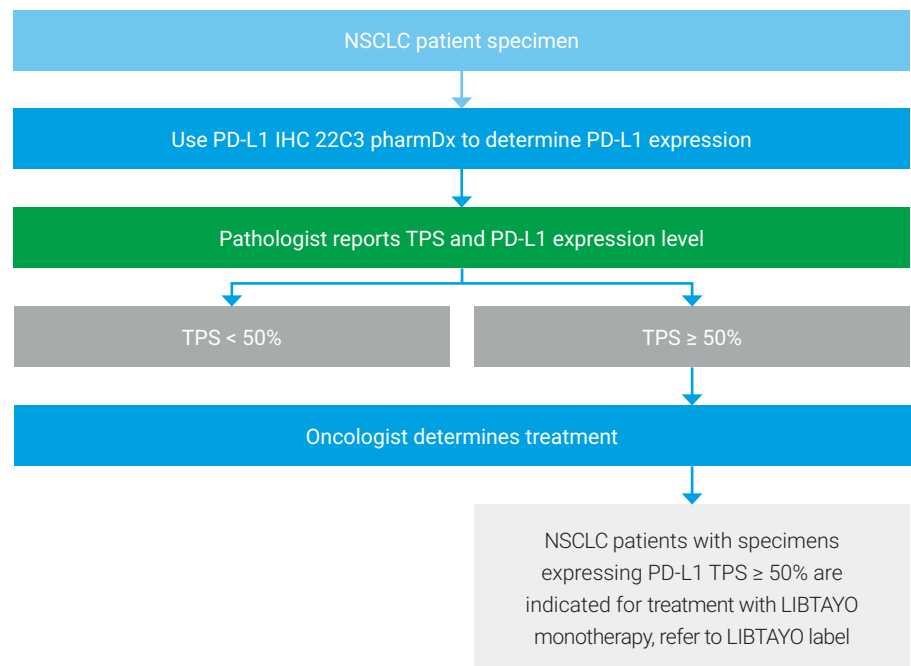 NSCLC patient specimen
Use PD-L1 IHC 22C3 pharmDx to determine PD-L1 expression
Pathologist reports TPS and PD-L1 expression level
TPS < 50%
TPS ≥ 50%
Oncologist determines treatment
NSCLC patients with specimens
expressing PD-L1 TPS ≥ 50% are
indicated for treatment with LIBTAYO
monotherapy, refer to LIBTAYO label